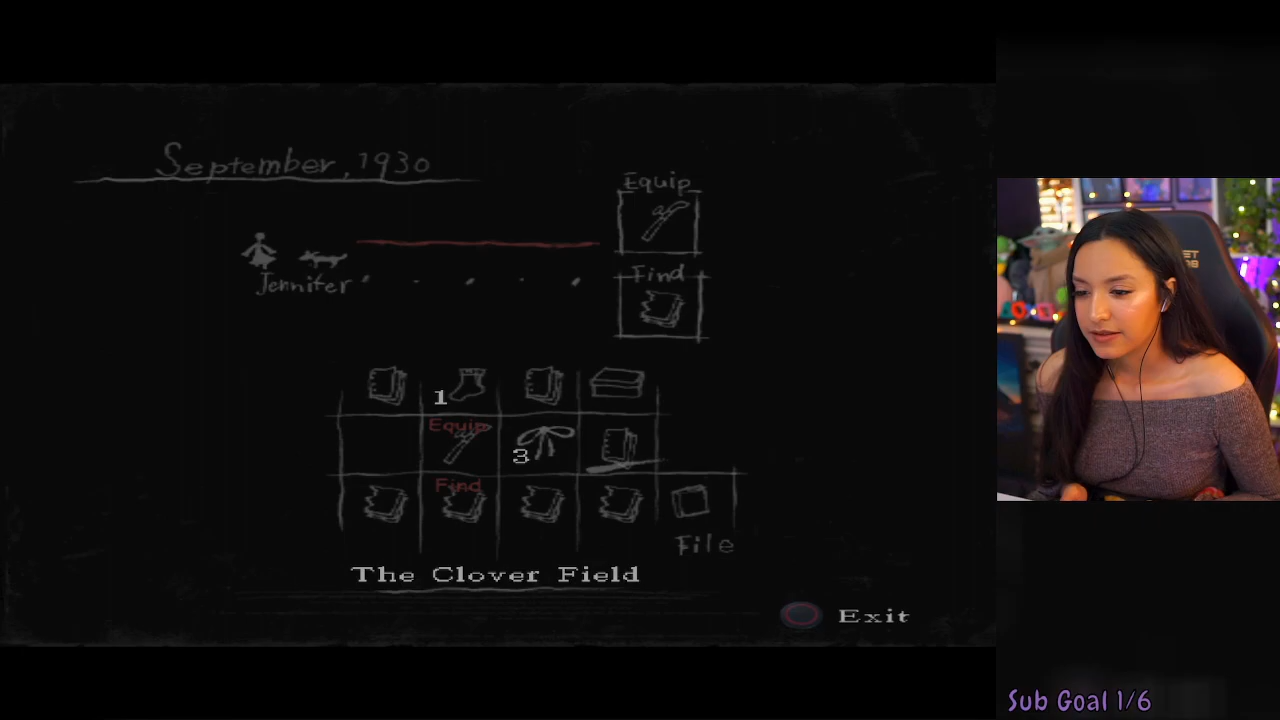 September, 1930
Equip
Jennifer
Find
1
Equip
3
Find
File
The Clover Field
Exit
Sub Goal 1/6